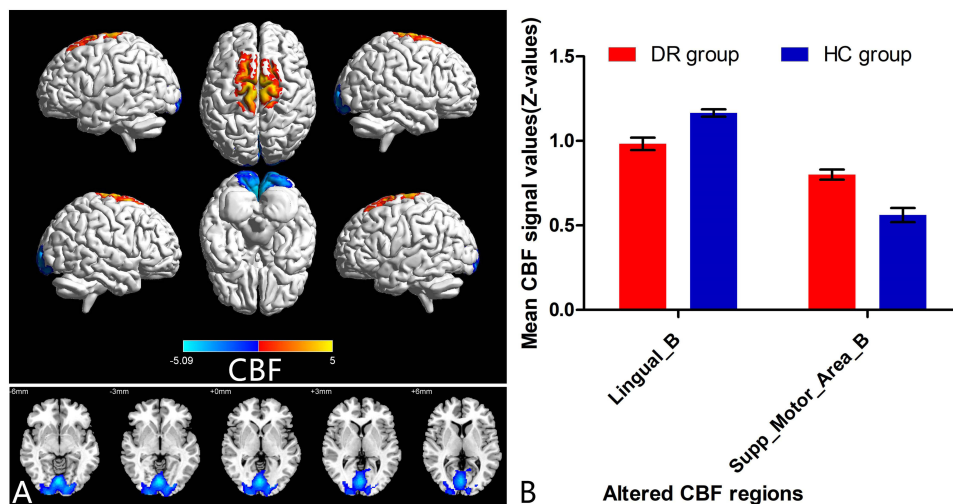 -5.09
5
CBF
-6mm
-3mm
+0mm
+3mm
+6mm
A
DR group
HC group
Mean CBF signal values(Z-values)
1.5
1.0
0.5
0.0
Lingual_B
Supp_Motor_Area_B
B
Altered CBF regions